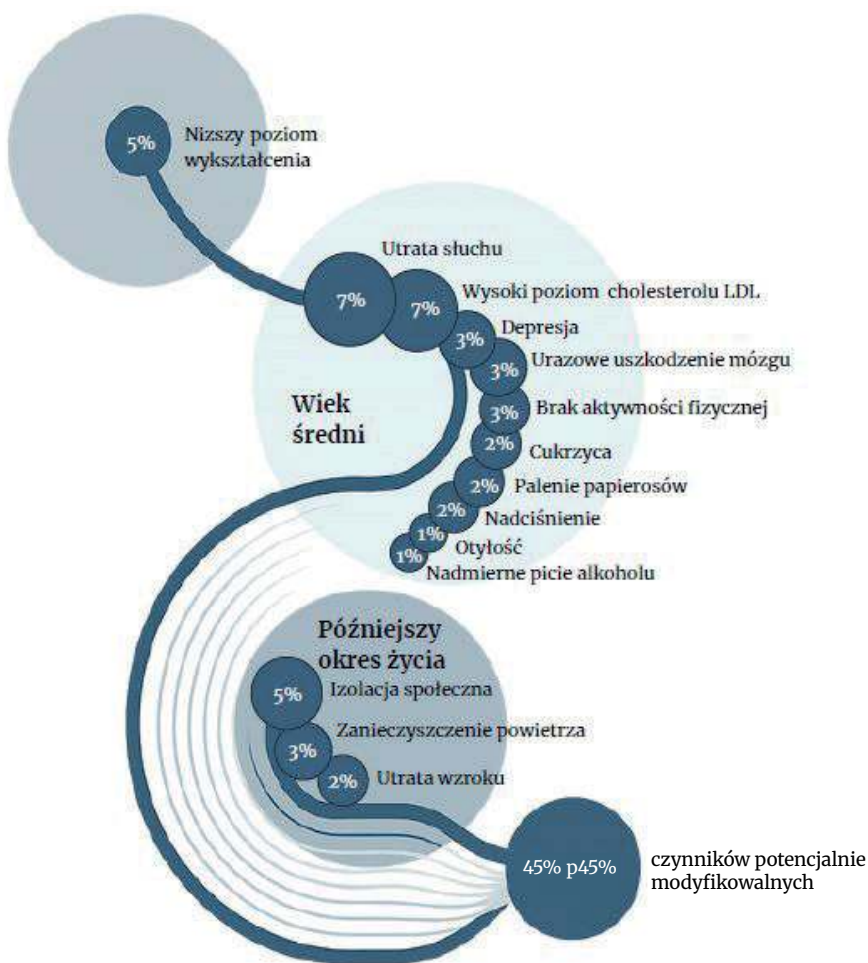 5%
Nizszy poziom
wykształcenia
Utrata słuchu
7%
7%
Wysoki poziom cholesterolu LDL
3%
Depresja
3%
Urazowe uszkodzenie mózgu
Wiek
średni
3%
Brak aktywności fizycznej
2%
Cukrzyca
2%
Palenie papierosów
2%
Nadciśnienie
1%
Otyłość
1%
Nadmierne picie alkoholu
Późniejszy
okres życia
5%
Izolacja społeczna
3%
Zanieczyszczenie powietrza
2%
Utrata wzroku
45% p45%
czynników potencjalnie
modyfikowalnych